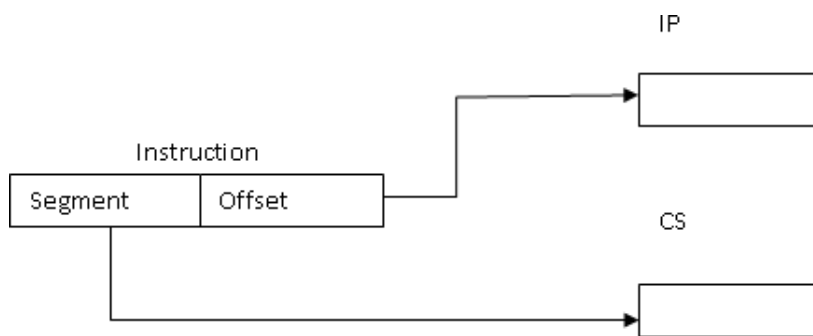 IP
Instruction
Segment
Offset
CS